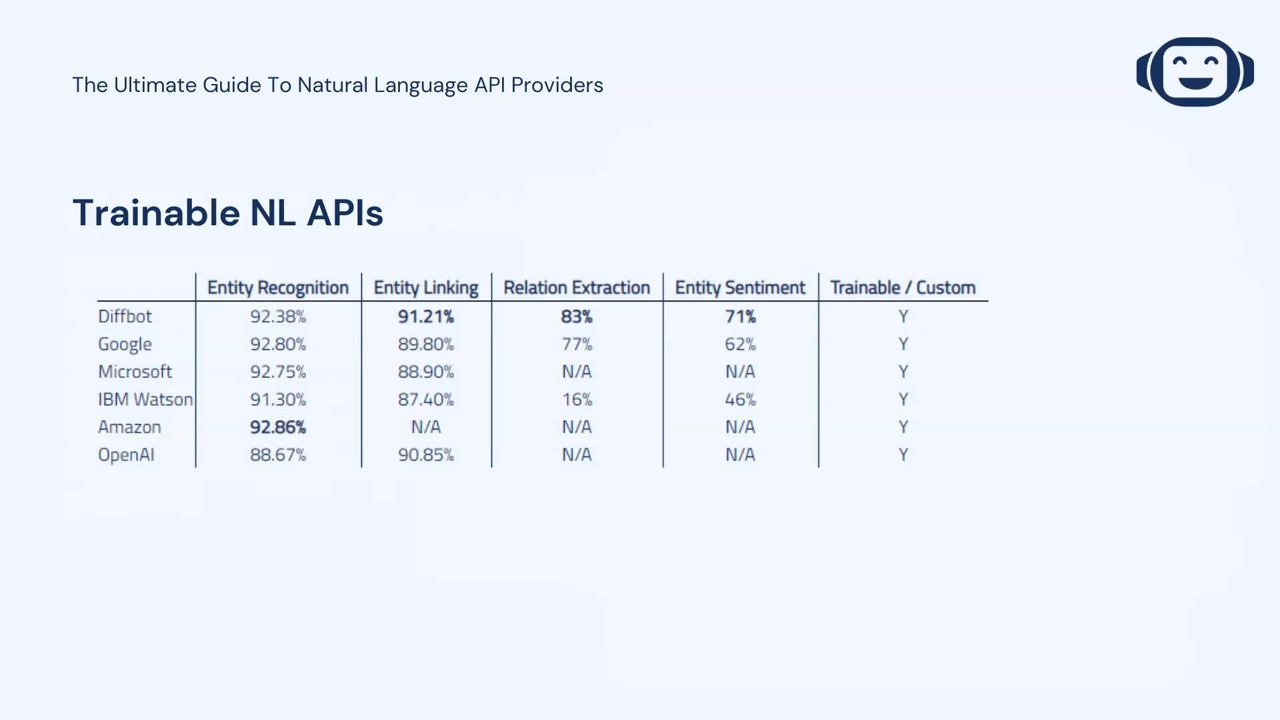 The Ultimate Guide To Natural Language API Providers
Trainable NL APIs
Entity Recognition Entity Linking Relation Extraction Entity Sentiment Trainable / Custom
Diffbot 92.38% 91.21% 83% 71% Y
Google 92.80% 89.80% 77% 62% Y
Microsoft 92.75% 88.90% N/A N/A Y
IBM Watson 91.30% 87.40% 16% 46% Y
Amazon 92.86% N/A N/A N/A Y
OpenAI 88.67% 90.85% N/A N/A Y